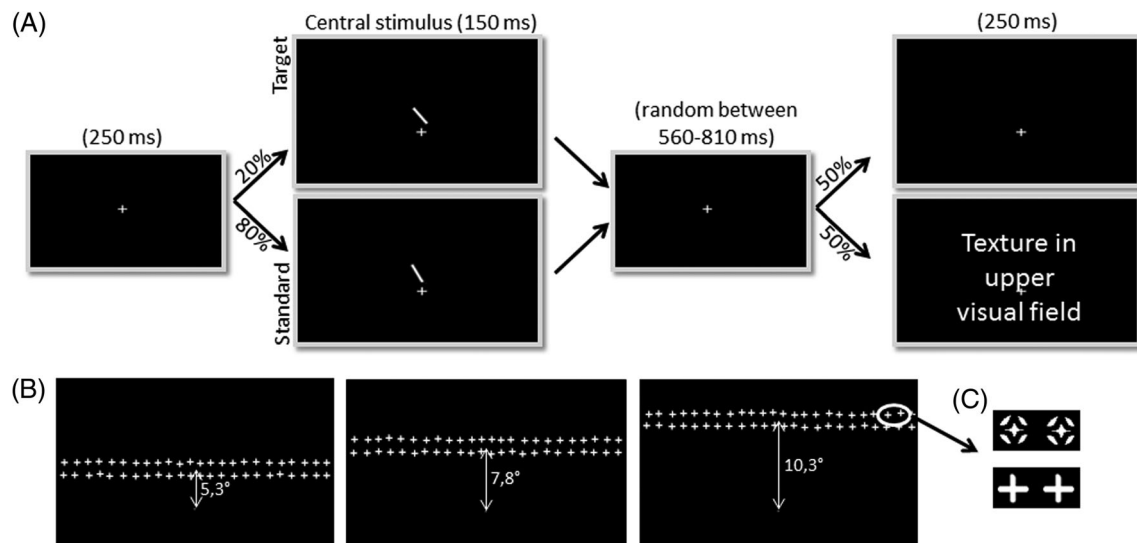 (A)
Central stimulus (150 ms)
(250 ms)
Target
(random between
560-810 ms)
(250 ms)
20%
80%
50%
50%
Standard
Texture in
upper
visual field
(B)
(C)
5,3°
7,8°
10,3°